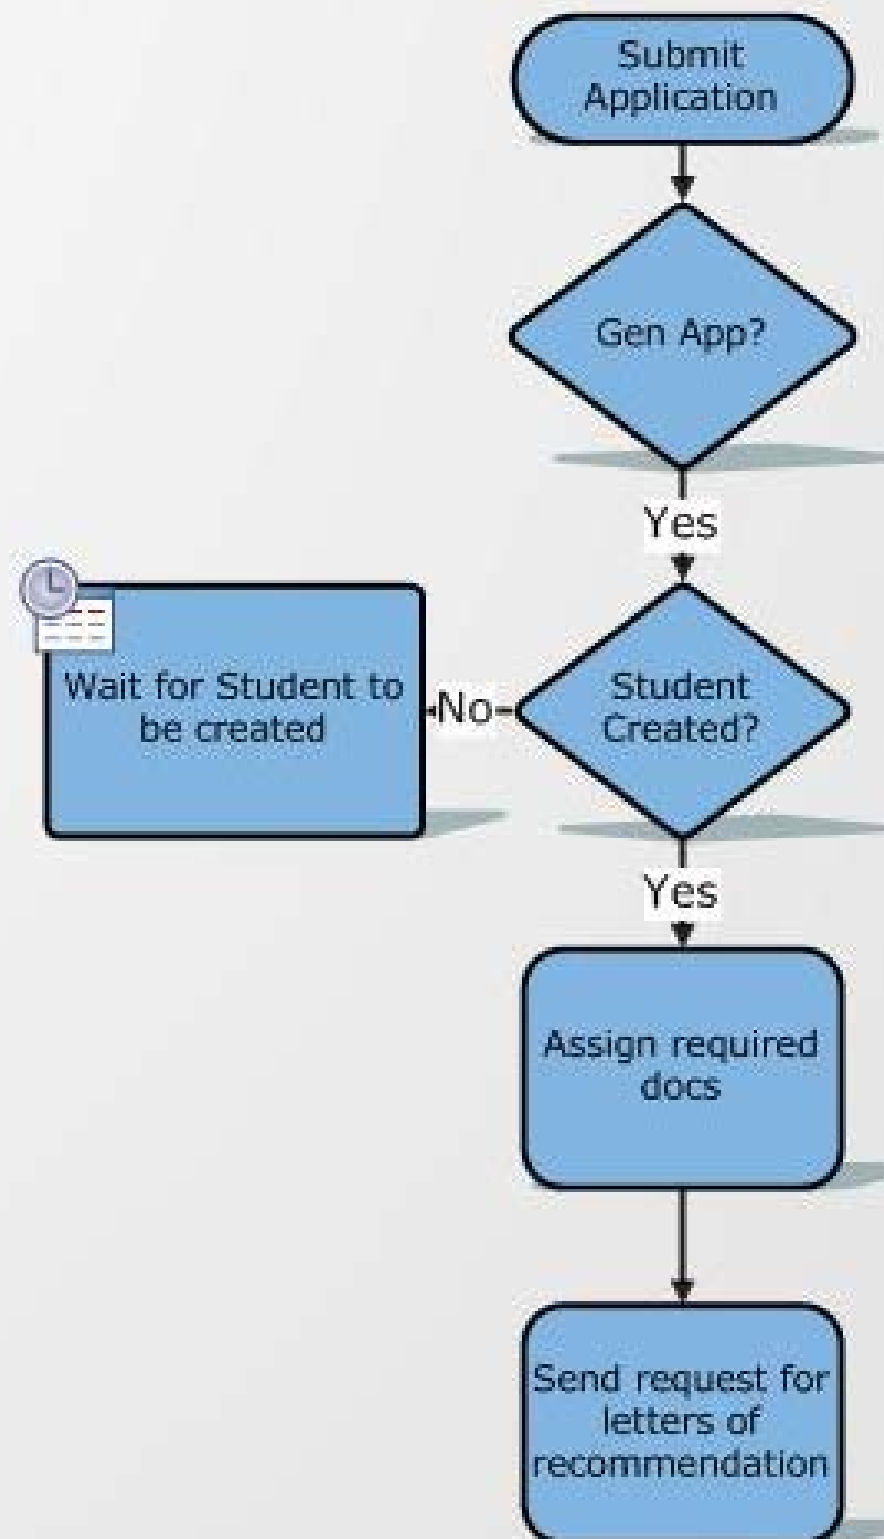 Submit
Application
Gen App?
Yes
Wait for Student to
be created
No
Student
Created?
Yes
Assign required
docs
Send request for
letters of
recommendation